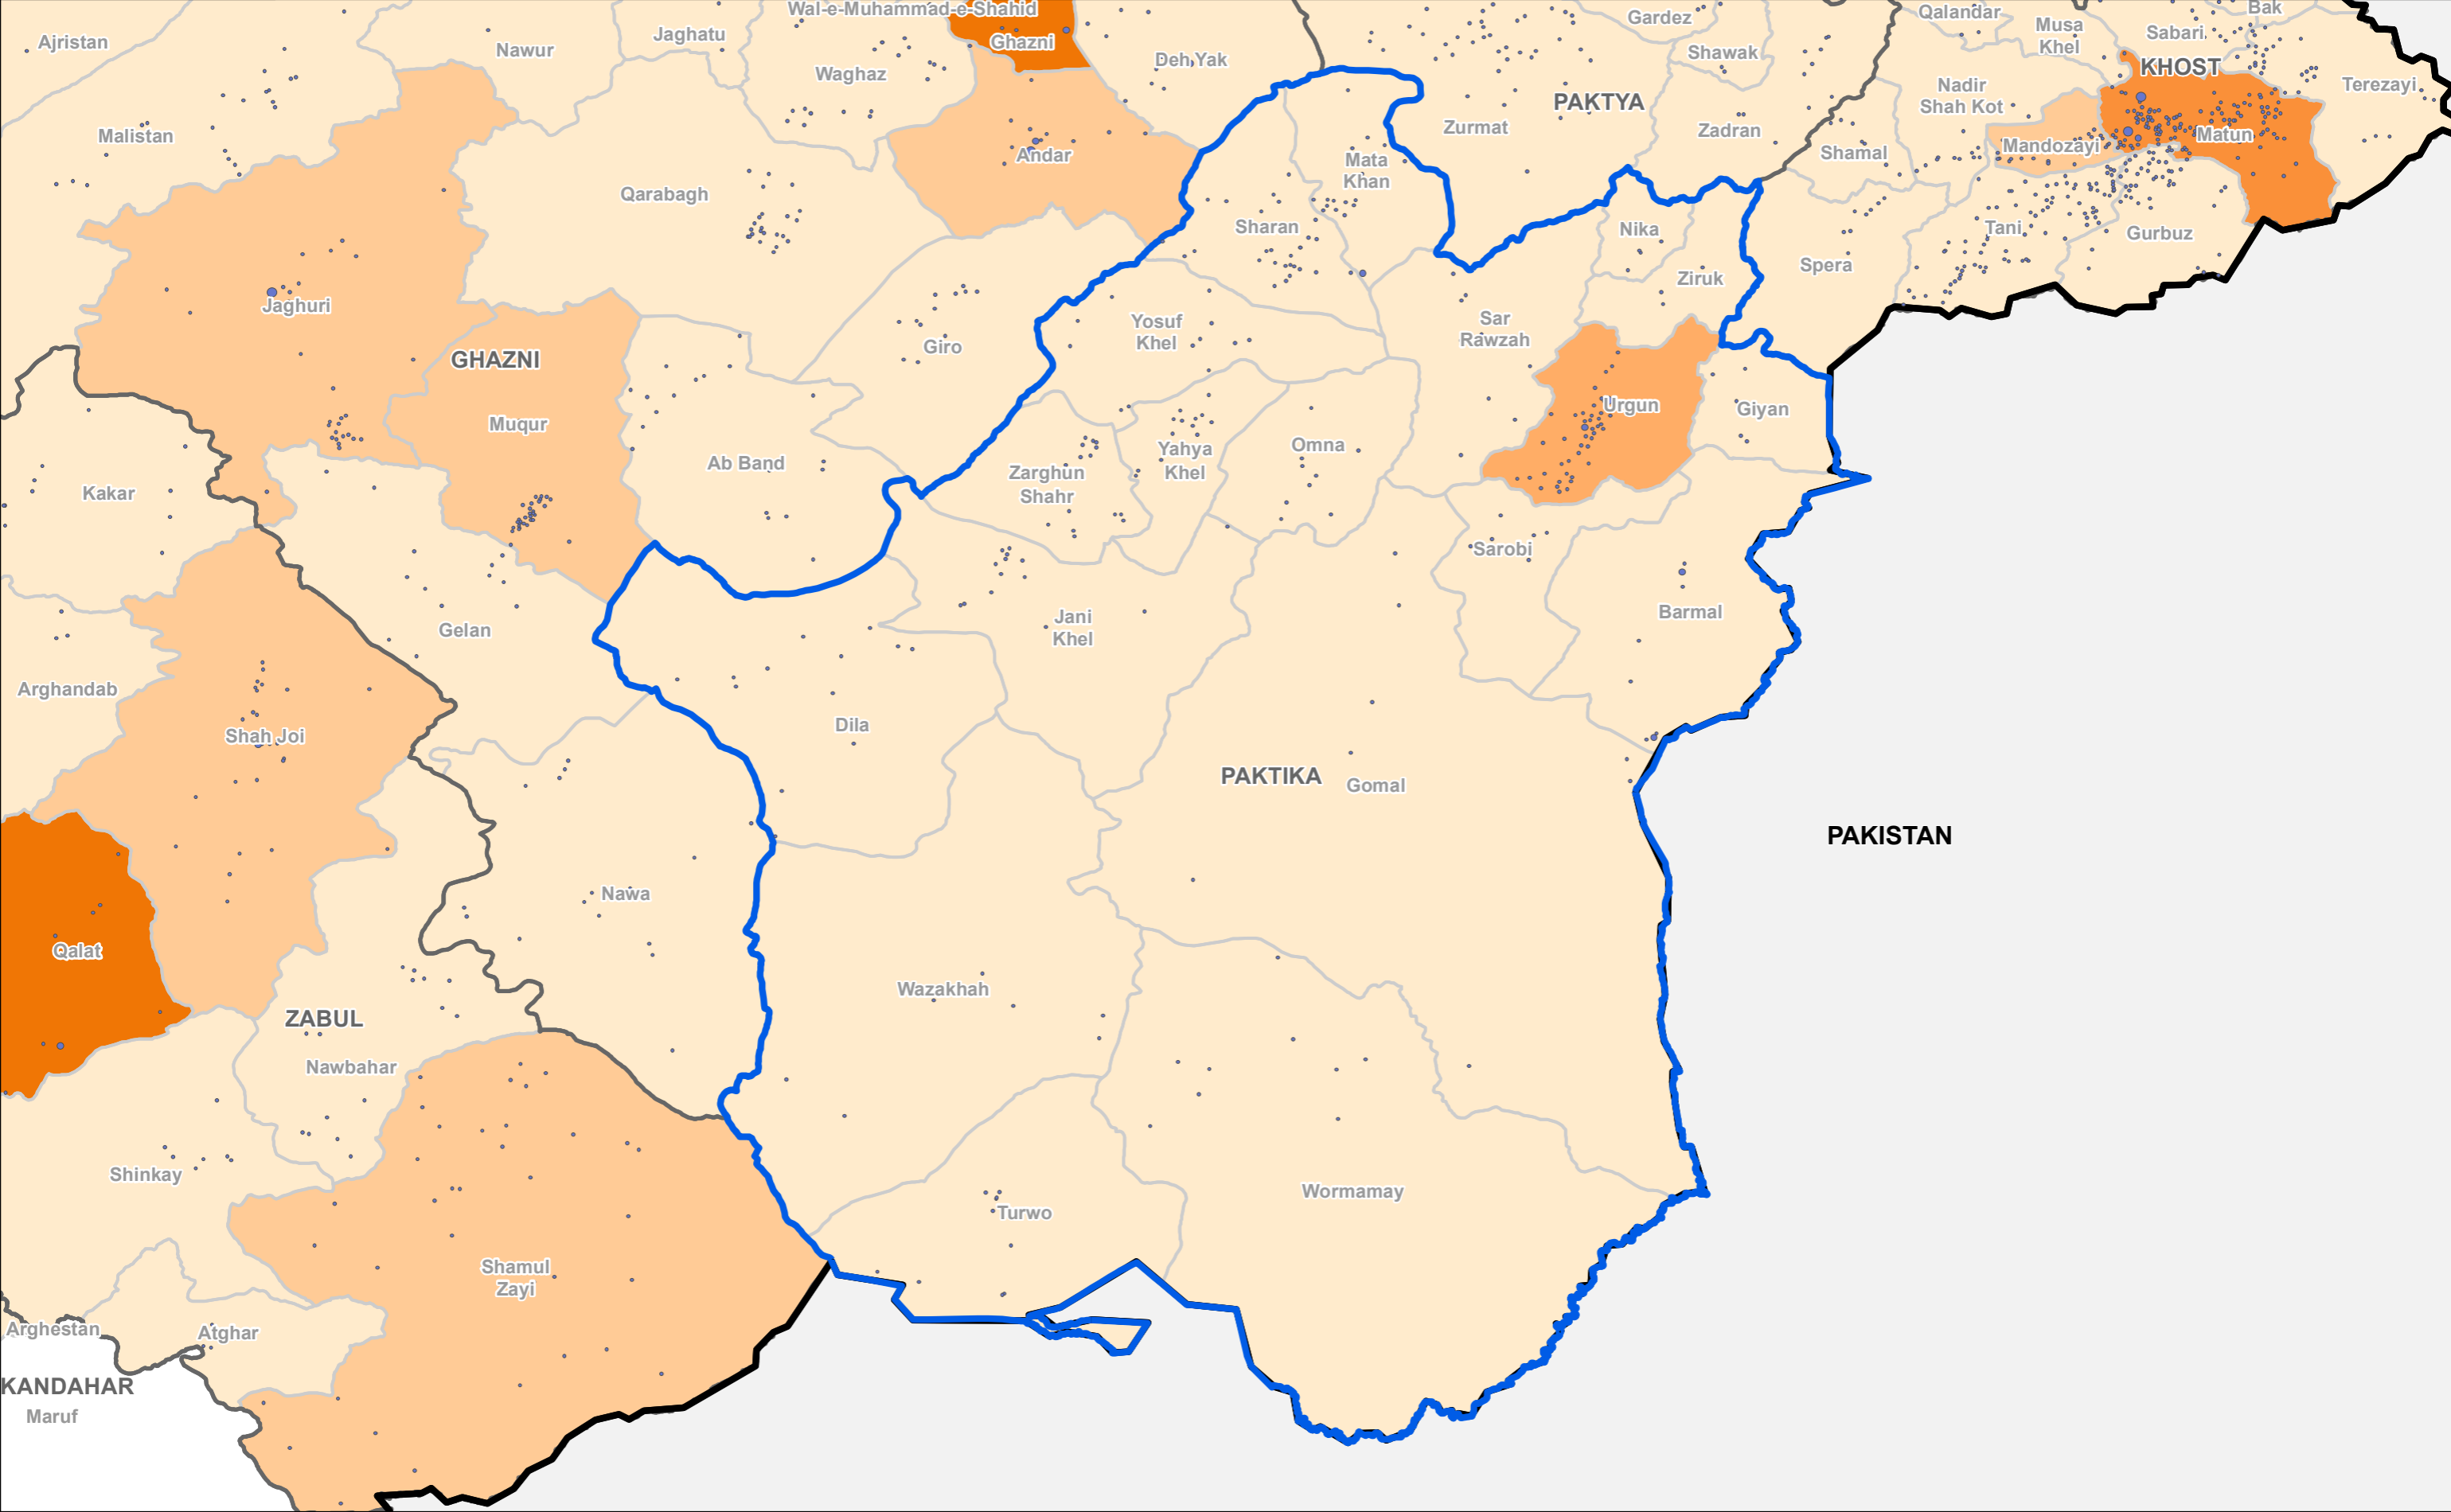 Wal-e-Muhammad-e-Shahid
Ajristan
Nawur
Jaghatu
Ghazni
Waghaz
Deh Yak
Gardez
Shawak
Qalandar
Musa
Khel
Bak
Sabari
KHOST
Terezayi
PAKTYA
Zurmat
Zadran
Nadir
Shah Kot
Malistan
Andar
Mata
Khan
Shamal
Mandozayi
Matun
Qarabagh
Sharan
Nika
Tani
Gurbuz
Spera
Ziruk
Jaghuri
Yosuf
Khel
Sar
Rawzah
Giro
GHAZNI
Muqur
Urgun
Giyan
Ab Band
Zarghun
Shahr
Yahya
Khel
Omna
Kakar
Sarobi
Barmal
Gelan
Jani
Khel
Arghandab
Shah Joi
Dila
PAKTIKA
Gomal
PAKISTAN
Nawa
Qalat
Wazakhah
ZABUL
Nawbahar
Shinkay
Wormamay
Turwo
Shamul
Zayi
Arghestan
Atghar
KANDAHAR
Maruf